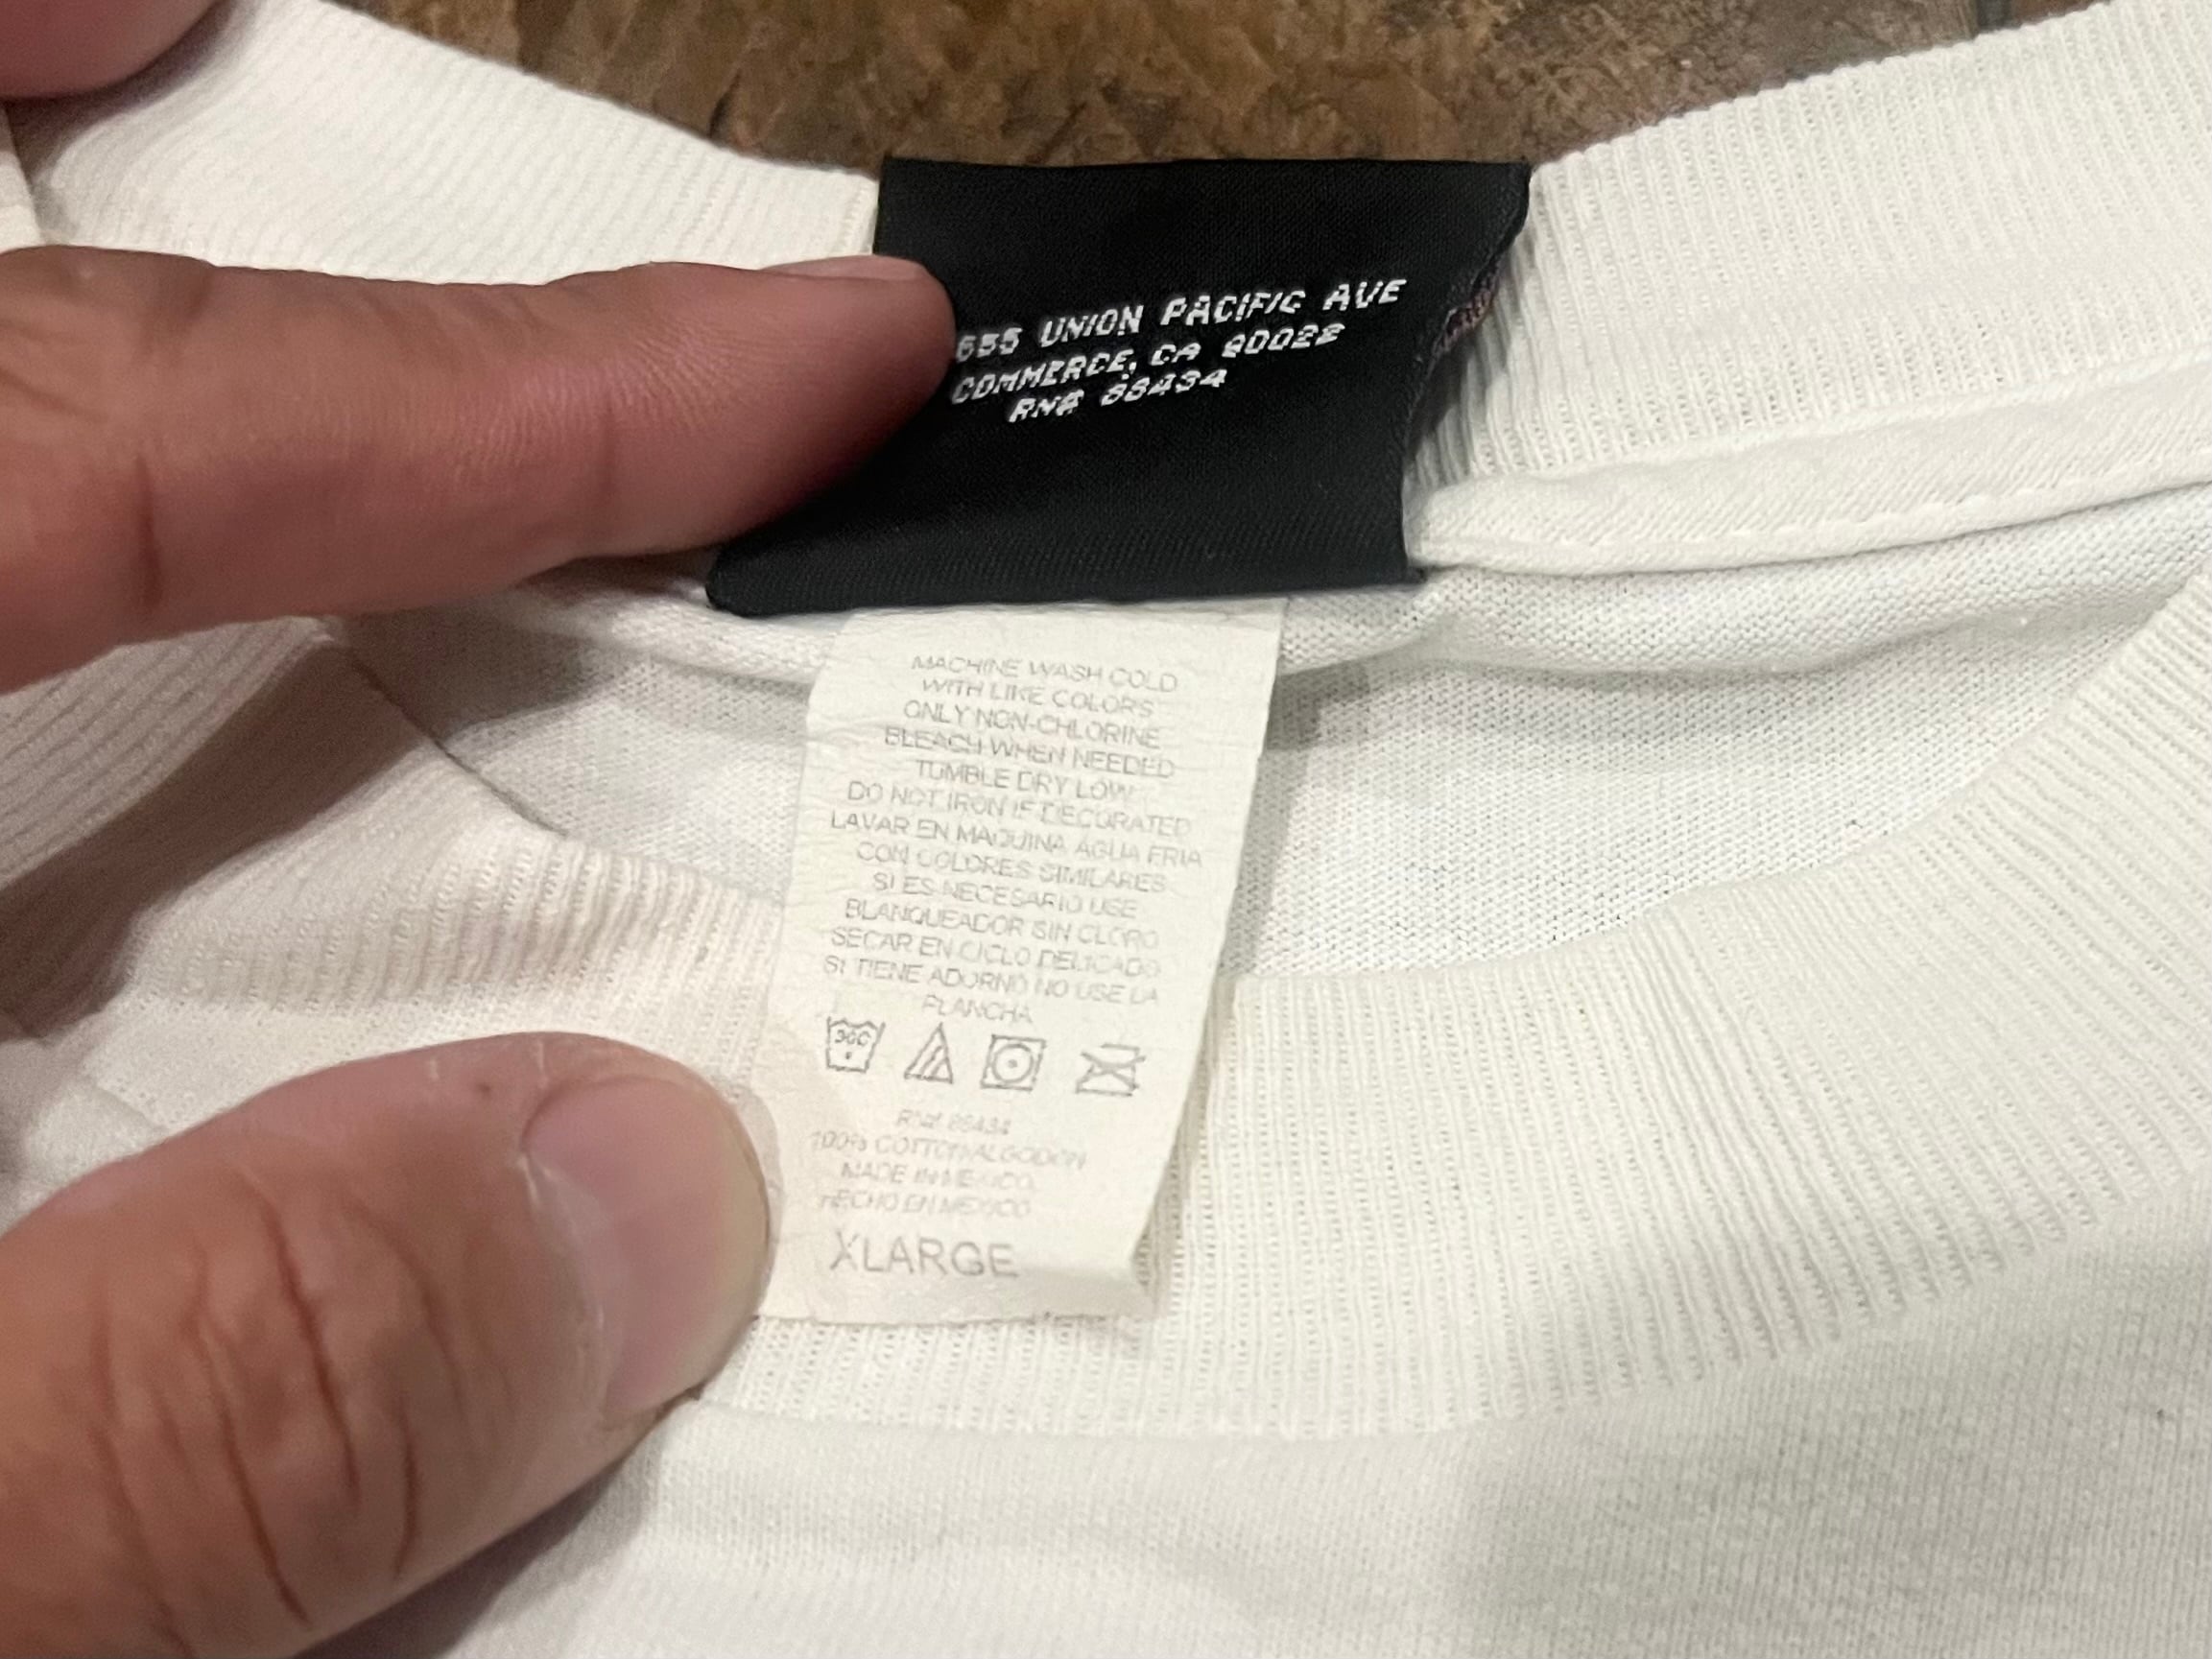 655 UNION PACIFIC AVE
COMMERCE, CA 90022
RN# 88434
MACHINE WASH COLD
WITH LIKE COLORS
ONLY NON-CHLORINE
BLEACH WHEN NEEDED
TUMBLE DRY LOW
DO NOT IRON IF DECORATED
LAVAR EN MAQUINA AGUA FRIA
CON COLORES SIMILARES
SI ES NECESARIO USE
BLANQUEADOR SIN CLORO
SECAR EN CICLO DELICADO
SI TIENE ADORNO NO USE LA
PLANCHA
30C
RN# 88434
100% COTTON/ALGODON
MADE IN MEXICO
HECHO EN MEXICO
XLARGE